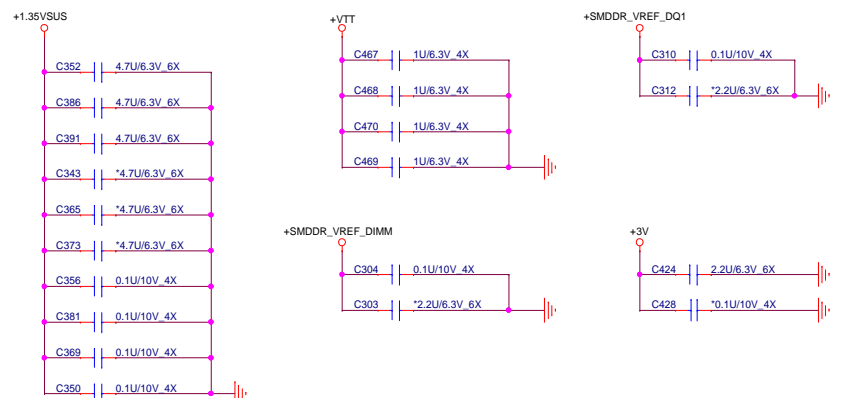 +1.35VSUS
C352 4.7U/6.3V_6X
C386 4.7U/6.3V_6X
C391 4.7U/6.3V_6X
C343 *4.7U/6.3V_6X
C365 *4.7U/6.3V_6X
C373 *4.7U/6.3V_6X
C356 0.1U/10V_4X
C381 0.1U/10V_4X
C369 0.1U/10V_4X
C350 0.1U/10V_4X
+VTT
C467 1U/6.3V_4X
C468 1U/6.3V_4X
C470 1U/6.3V_4X
C469 1U/6.3V_4X
+SMDDR_VREF_DQ1
C310 0.1U/10V_4X
C312 *2.2U/6.3V_6X
+SMDDR_VREF_DIMM
C304 0.1U/10V_4X
C303 *2.2U/6.3V_6X
+3V
C424 2.2U/6.3V_6X
C428 *0.1U/10V_4X